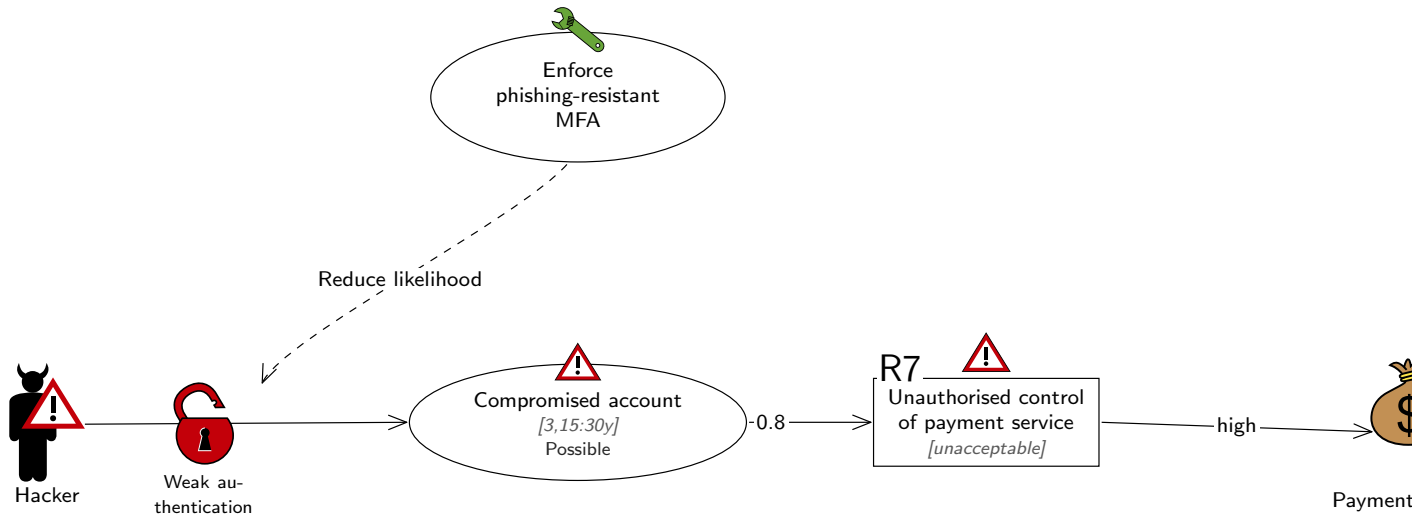 Enforce
phishing-resistant
MFA
Reduce likelihood
Hacker
Weak au-
thentication
Compromised account
[3,15:30y]
Possible
0.8
R7
Unauthorised control
of payment service
[unacceptable]
high
$
Payment